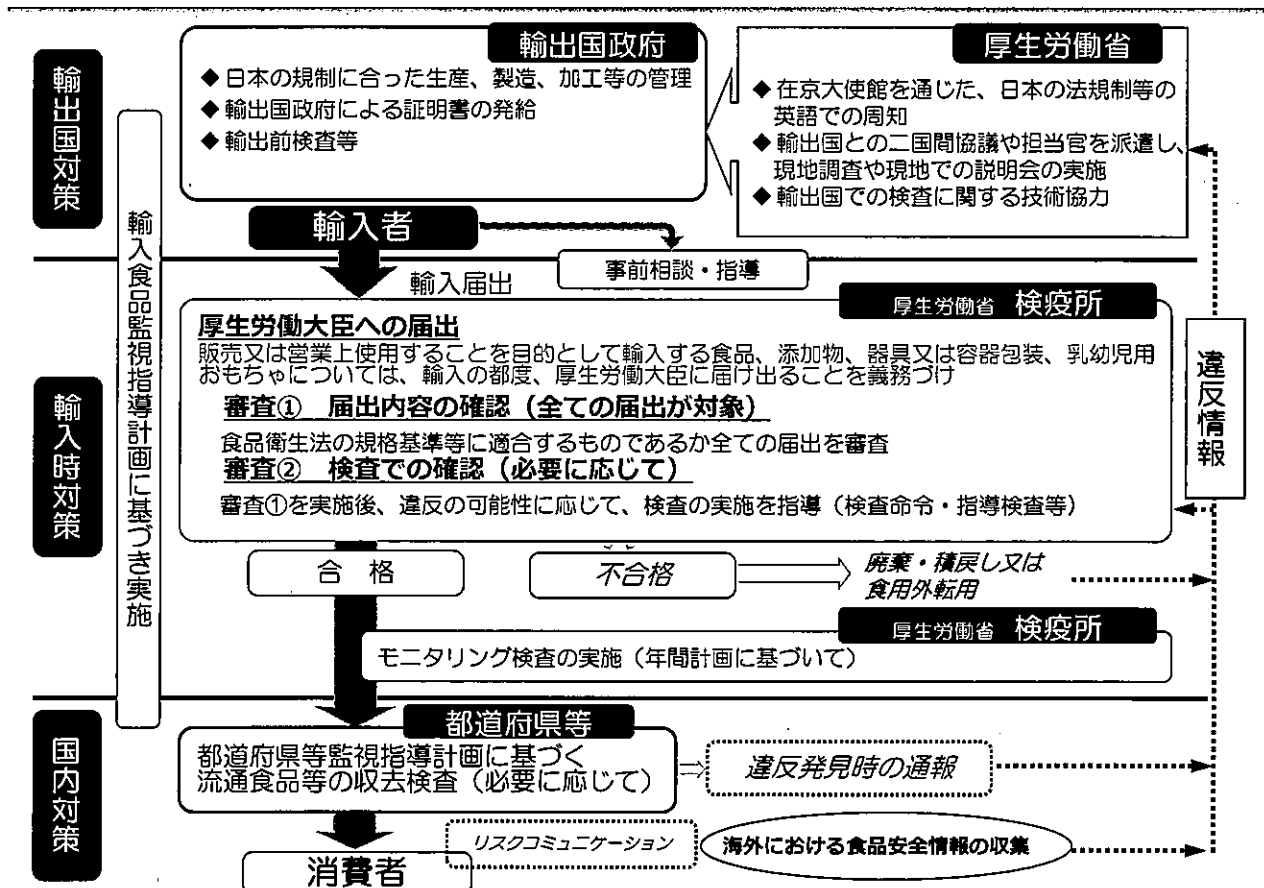 輸出国対策
輸入食品監視指導計画に基づき実施
輸出国政府
◆日本の規制に合った生産、製造、加工等の管理
◆輸出国政府による証明書の発給
◆輸出前検査等
厚生労働省
◆在京大使館を通じた、日本の法規制等の
英語での周知
◆輸出国との二国間協議や担当官を派遣し、
現地調査や現地での説明会の実施
◆輸出国での検査に関する技術協力
輸入者
事前相談・指導
輸入届出
輸入時対策
厚生労働省 検疫所
厚生労働大臣への届出
販売又は営業上使用することを目的として輸入する食品、添加物、器具又は容器包装、乳幼児用
おもちゃについては、輸入の都度、厚生労働大臣に届け出ることを義務づけ
審査① 届出内容の確認（全ての届出が対象）
食品衛生法の規格基準等に適合するものであるか全ての届出を審査
審査② 検査での確認（必要に応じて）
審査①を実施後、違反の可能性に応じて、検査の実施を指導（検査命令・指導検査等）
違反情報
合格
不合格
廃棄・積戻し又は
食用外転用
厚生労働省 検疫所
モニタリング検査の実施（年間計画に基づいて）
国内対策
都道府県等
都道府県等監視指導計画に基づく
流通食品等の収去検査（必要に応じて）
違反発見時の通報
リスクコミュニケーション
海外における食品安全情報の収集
消費者